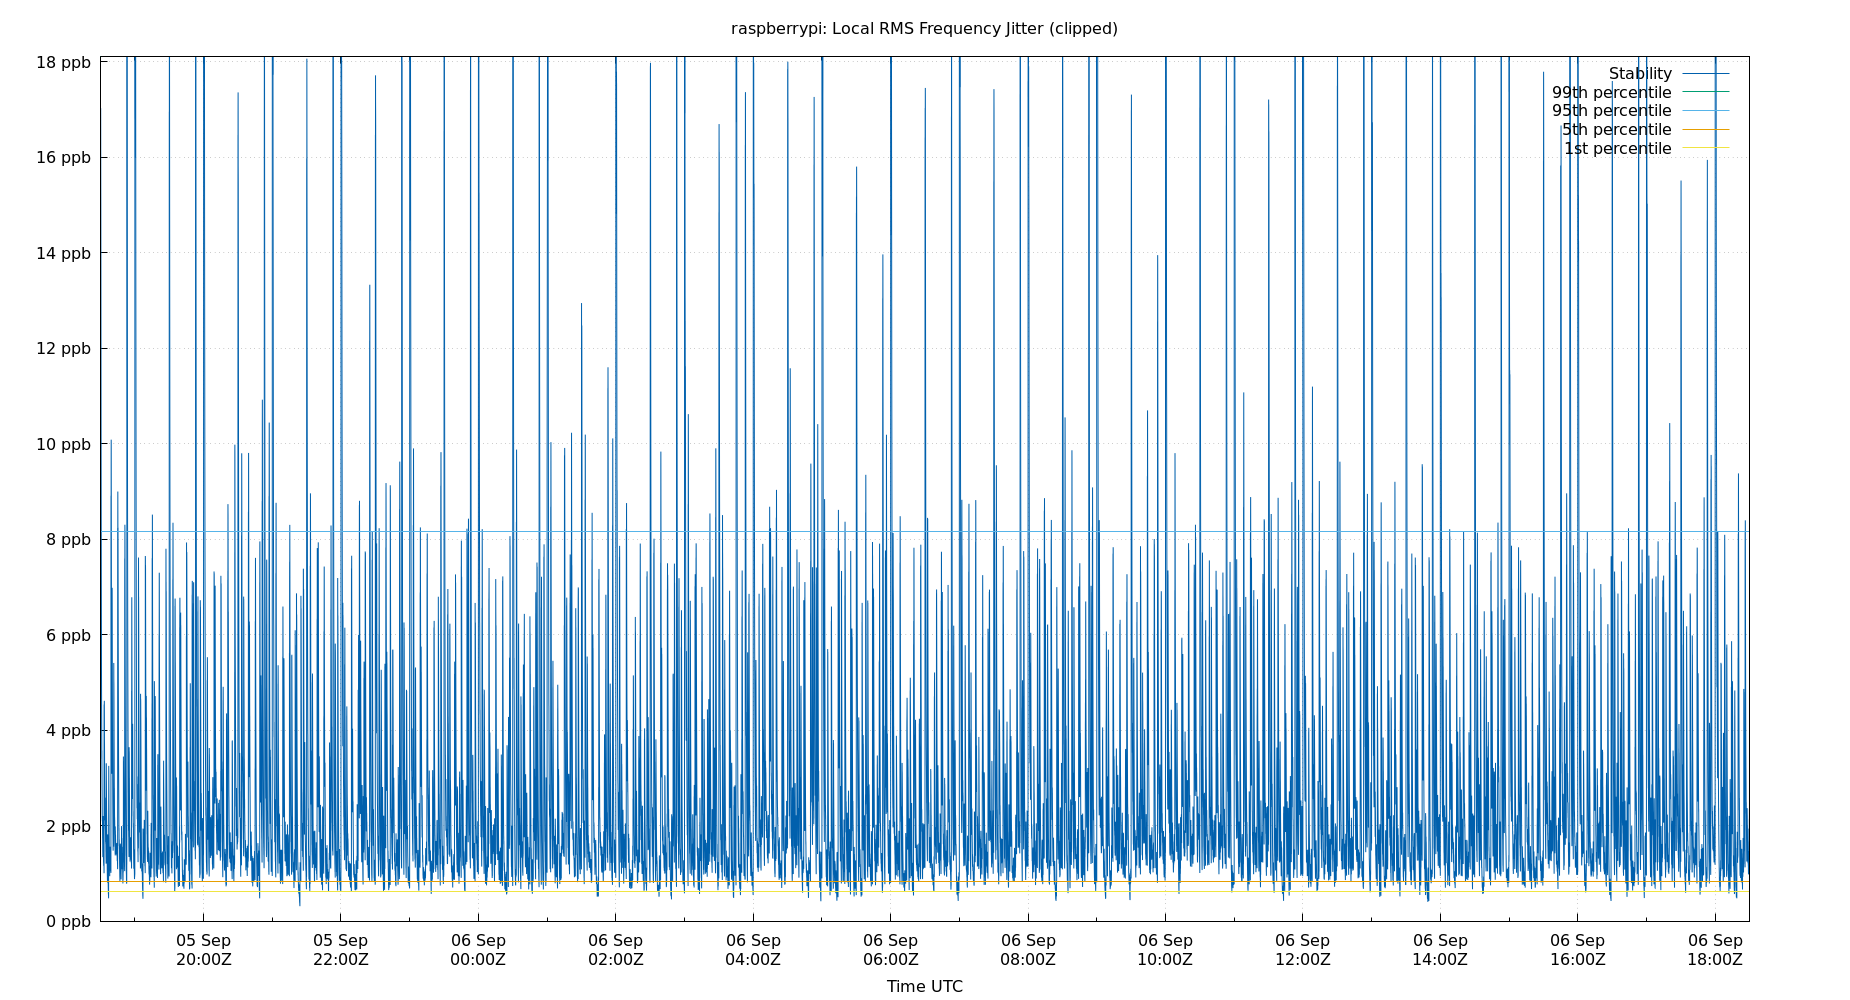 raspberrypi: Local RMS Frequency Jitter (clipped)
18 ppb
16 ppb
14 ppb
12 ppb
10 ppb
8 ppb
6 ppb
4 ppb
2 ppb
0 ppb
Stability
99th percentile
95th percentile
5th percentile
1st percentile
05 Sep 05 Sep 06 Sep 06 Sep 06 Sep 06 Sep 06 Sep 06 Sep 06 Sep 06 Sep 06 Sep 06 Sep
20:00Z 22:00Z 00:00Z 02:00Z 04:00Z 06:00Z 08:00Z 10:00Z 12:00Z 14:00Z 16:00Z 18:00Z
Time UTC